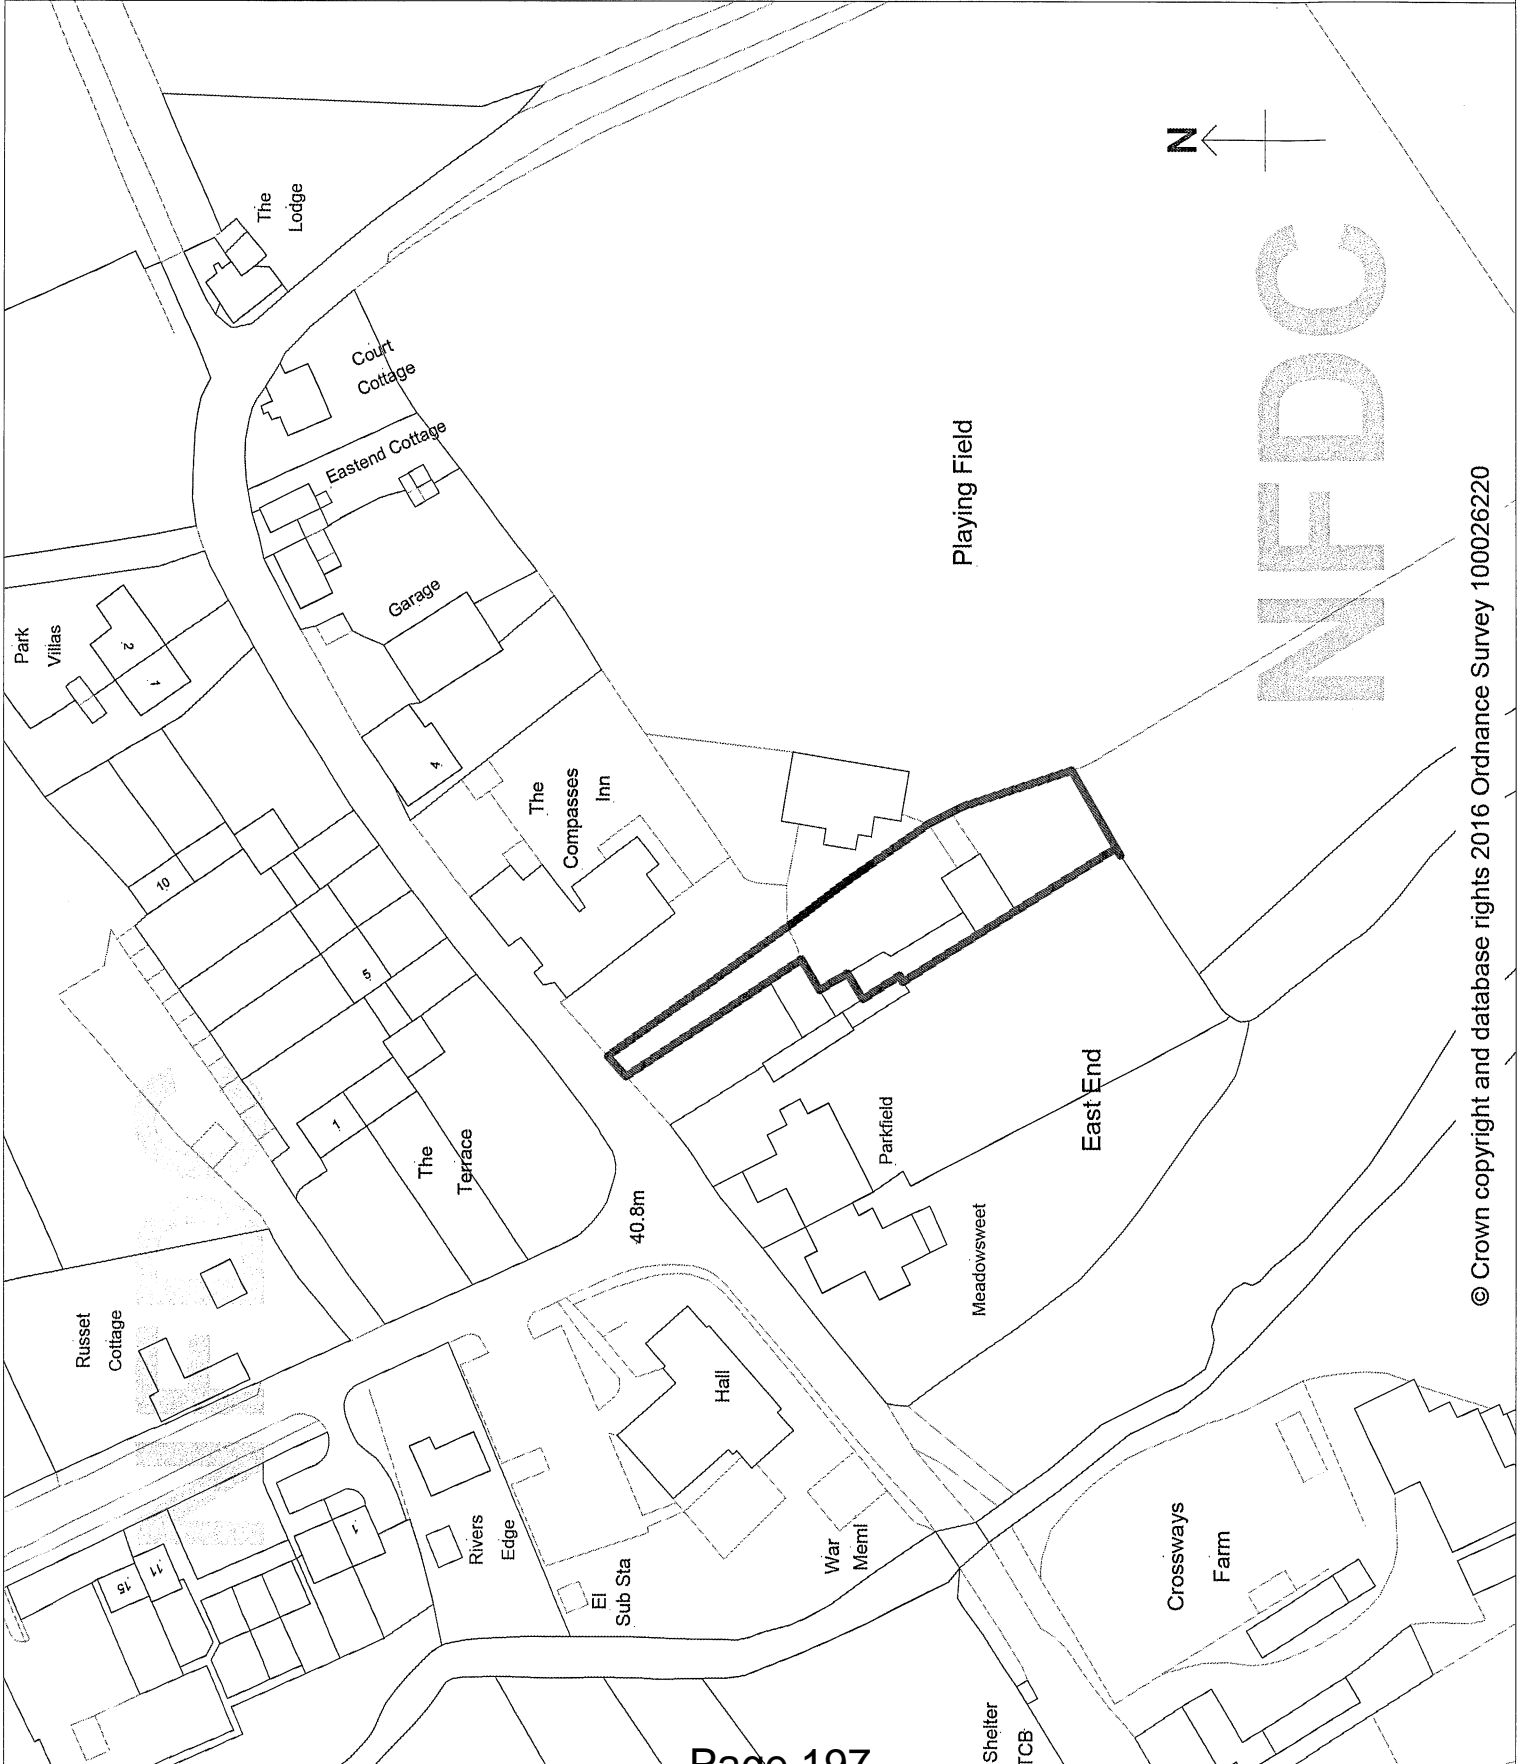 The
Lodge
Court
Cottage
Eastend Cottage
Garage
Park
Villas
2
1
4
The
Compasses
Inn
10
5
1
The
Terrace
Playing Field
N
NFDC
NFDC
Parkfield
East End
Meadowsweet
40.8m
Hall
Russet
Cottage
Rivers
Edge
1
11
15
El
Sub Sta
War
Meml
Crossways
Farm
Shelter
TCB
© Crown copyright and database rights 2016 Ordnance Survey 100026220
Page 197